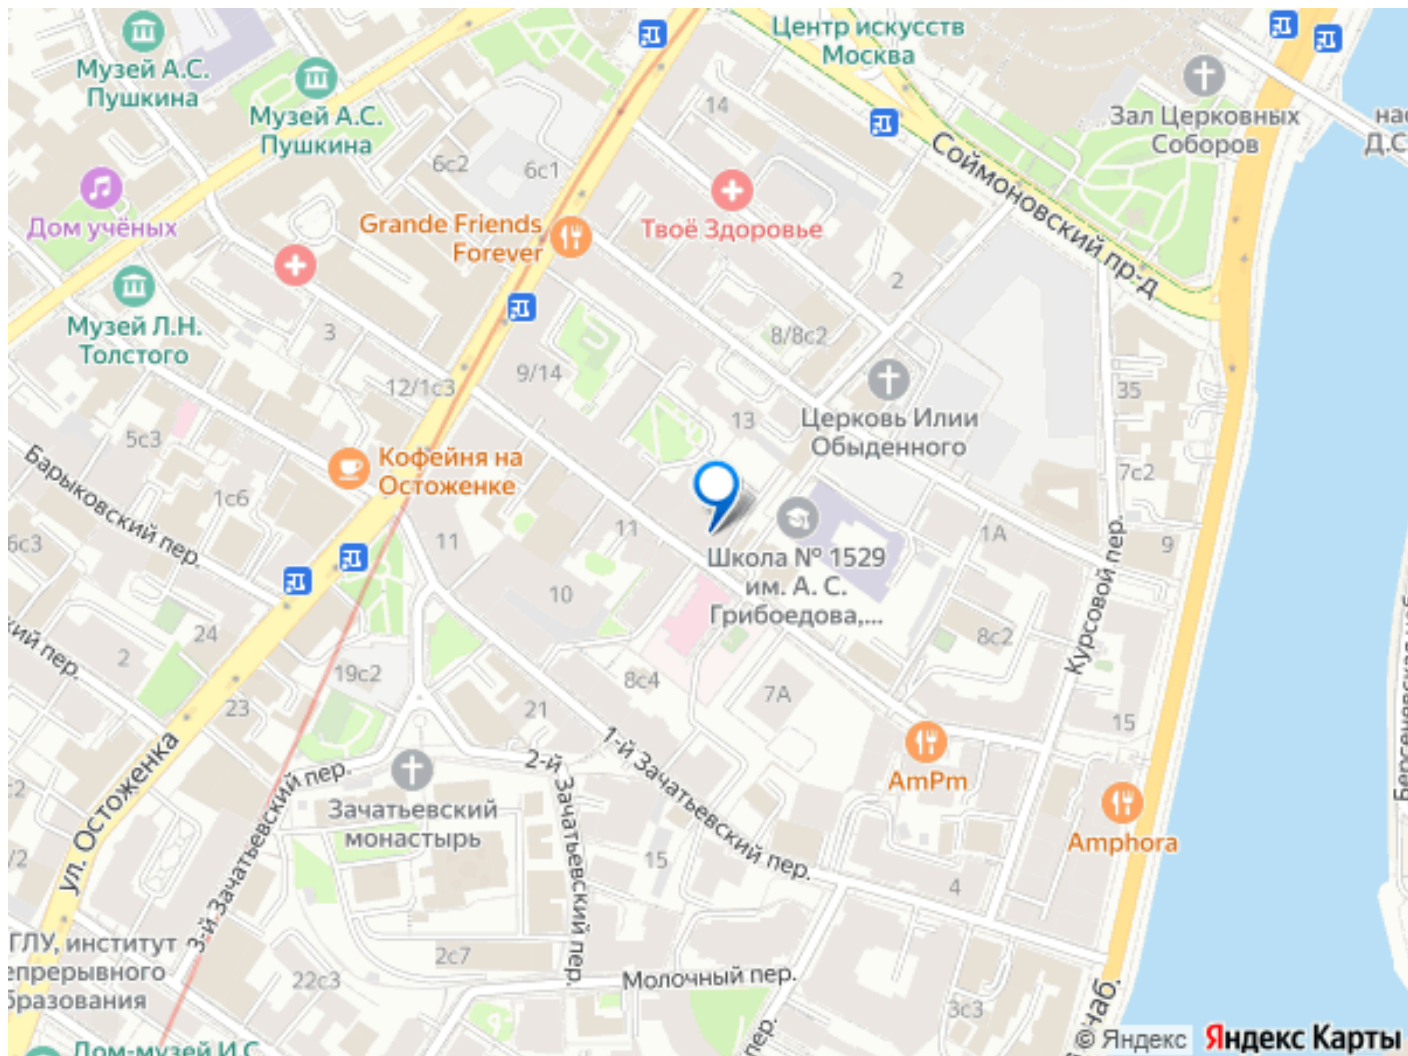 Музей А.С.
Пушкина
Музей А.С.
Пушкина
Центр искусств
Москва
Зал Церковных
Соборов
14
6с2
6с1
Соймоновский пр-д
Дом учёных
Grande Friends
Forever
Твоё Здоровье
2
Музей Л.Н.
Толстого
3
8/8с2
12/1с3
9/14
13
35
Церковь Илии
Обыденного
5с3
Кофейня на
Остоженке
7с2
Барыковский пер.
1с6
11
11
1А
9
Школа № 1529
им. А. С.
Грибоедова,...
10
Курсовой пер.
24
2
8с2
19с2
8с4
7А
23
21
15
1-й Зачатьевский пер.
2-й Зачатьевский пер.
AmPm
ул. Остоженка
3-й Зачатьевский пер.
Зачатьевский
монастырь
Amphora
15
4
2с7
22с3
Молочный пер.
3с3
пер.
наб.
© Яндекс
Яндекс Карты